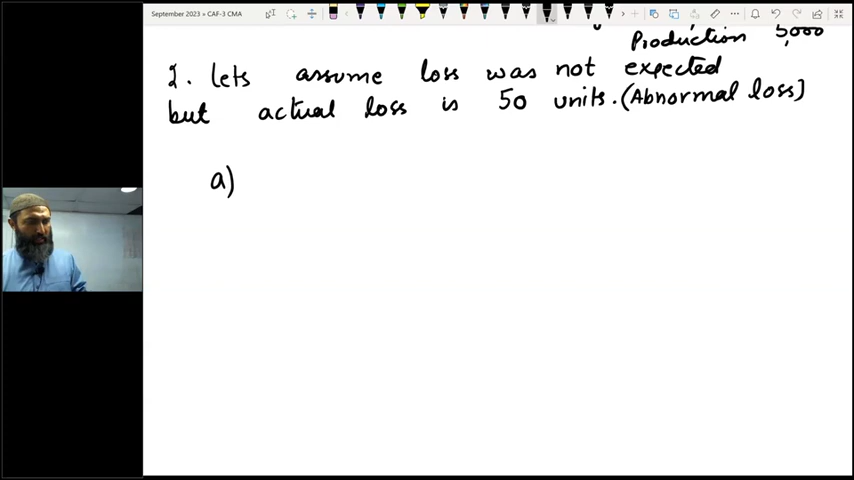 September 2023 » CAF-3 CMA
Production 5,000
2. Lets assume loss was not expected
but actual loss is 50 units. (Abnormal loss)
a)